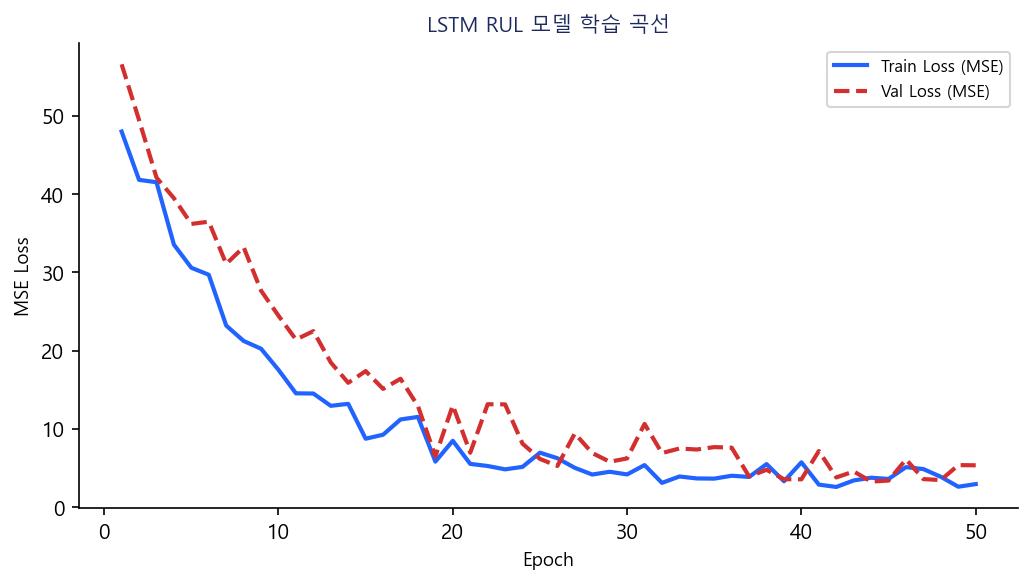 LSTM RUL 모델 학습 곡선
Train Loss (MSE)
Val Loss (MSE)
MSE Loss
50
40
30
20
10
0
0 10 20 30 40 50
Epoch